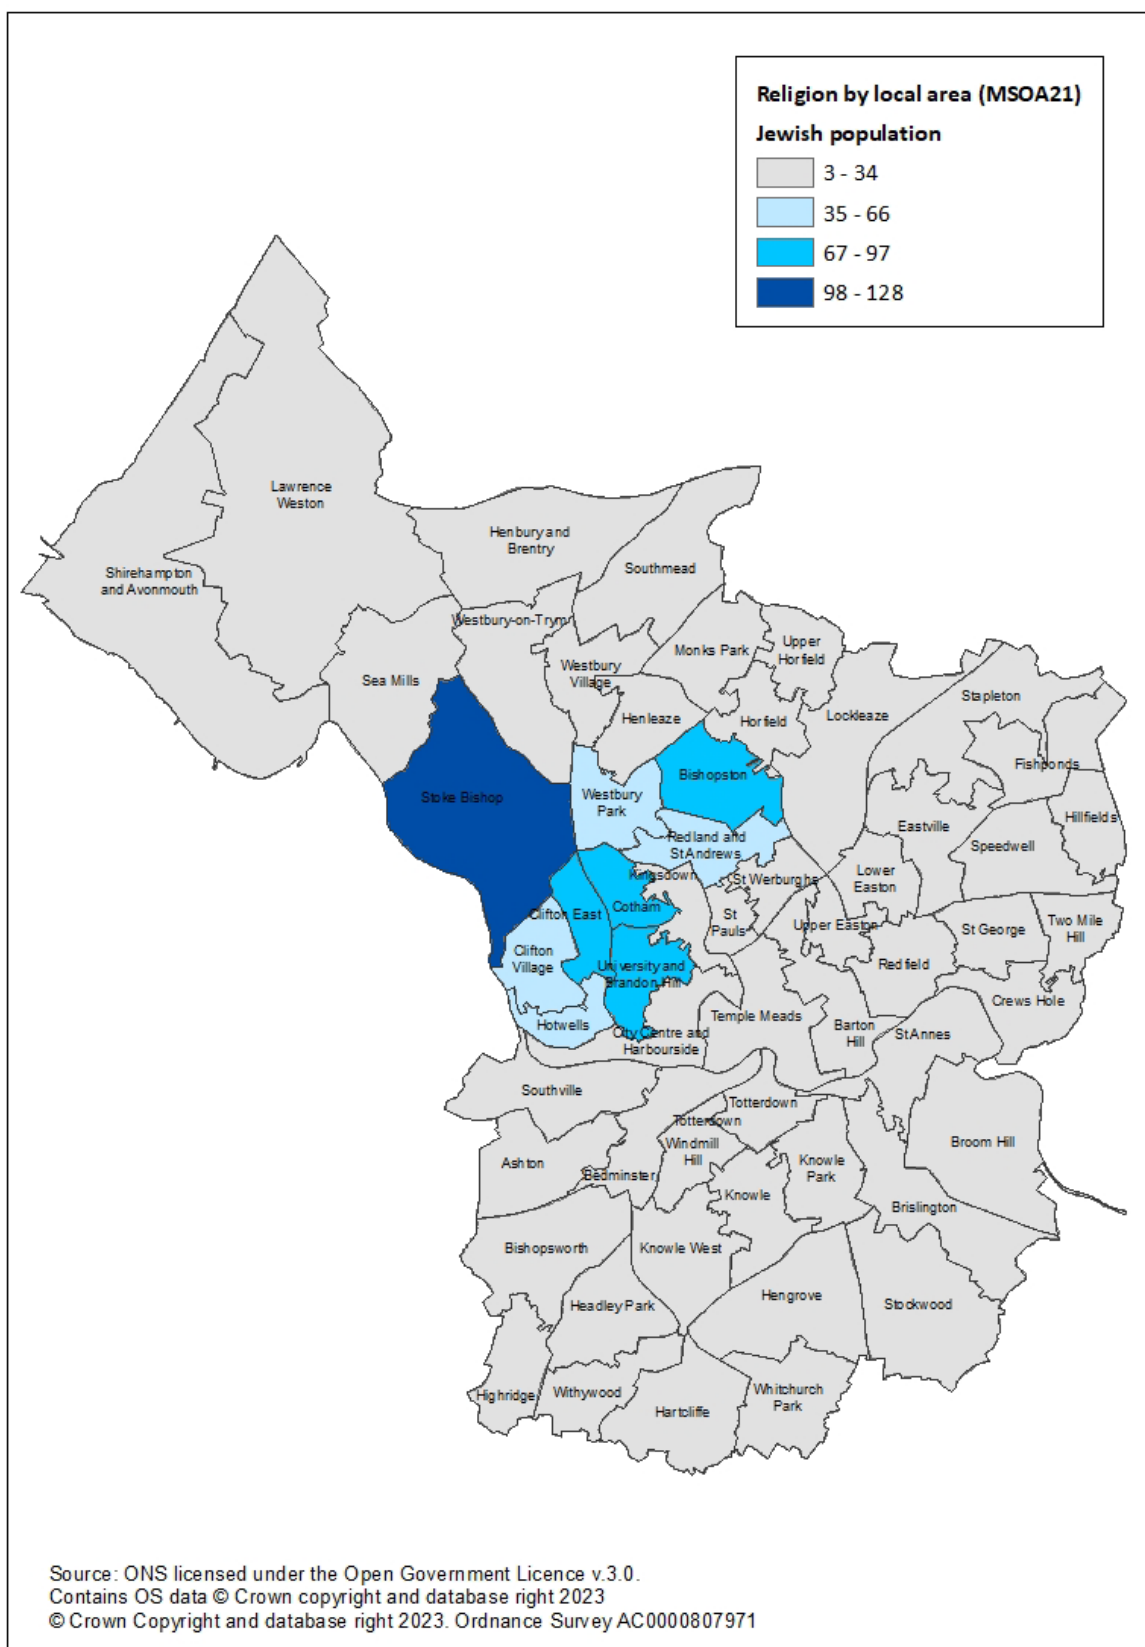 Religion by local area (MSOA21)
Jewish population
3 - 34
35 - 66
67 - 97
98 - 128
Lawrence
Weston
Henbury and
Brentry
Shirehampton
and Avonmouth
Southmead
Westbury-on-Trym
Monks Park
Upper
Horfield
Westbury
Village
Sea Mills
Stapleton
Henleaze
Horfield
Lockleaze
Fishponds
Bishopston
Stoke Bishop
Westbury
Park
Hillfields
Eastville
Redland and
St Andrews
Speedwell
Kingsdown
St Werburghs
Lower
Easton
Clifton East
Cotham
St
Pauls
Upper Easton
St George
Two Mile
Hill
Clifton
Village
University and
Brandon Hill
Redfield
Crews Hole
Hotwells
City Centre and
Harbourside
Temple Meads
Barton
Hill
St Annes
Southville
Totterdown
Totterdown
Windmill
Hill
Broom Hill
Ashton
Bedminster
Knowle
Park
Knowle
Brislington
Bishopsworth
Knowle West
Headley Park
Hengrove
Stockwood
Highridge
Withywood
Hartcliffe
Whitchurch
Park
Source: ONS licensed under the Open Government Licence v.3.0.
Contains OS data © Crown copyright and database right 2023
© Crown Copyright and database right 2023. Ordnance Survey AC0000807971